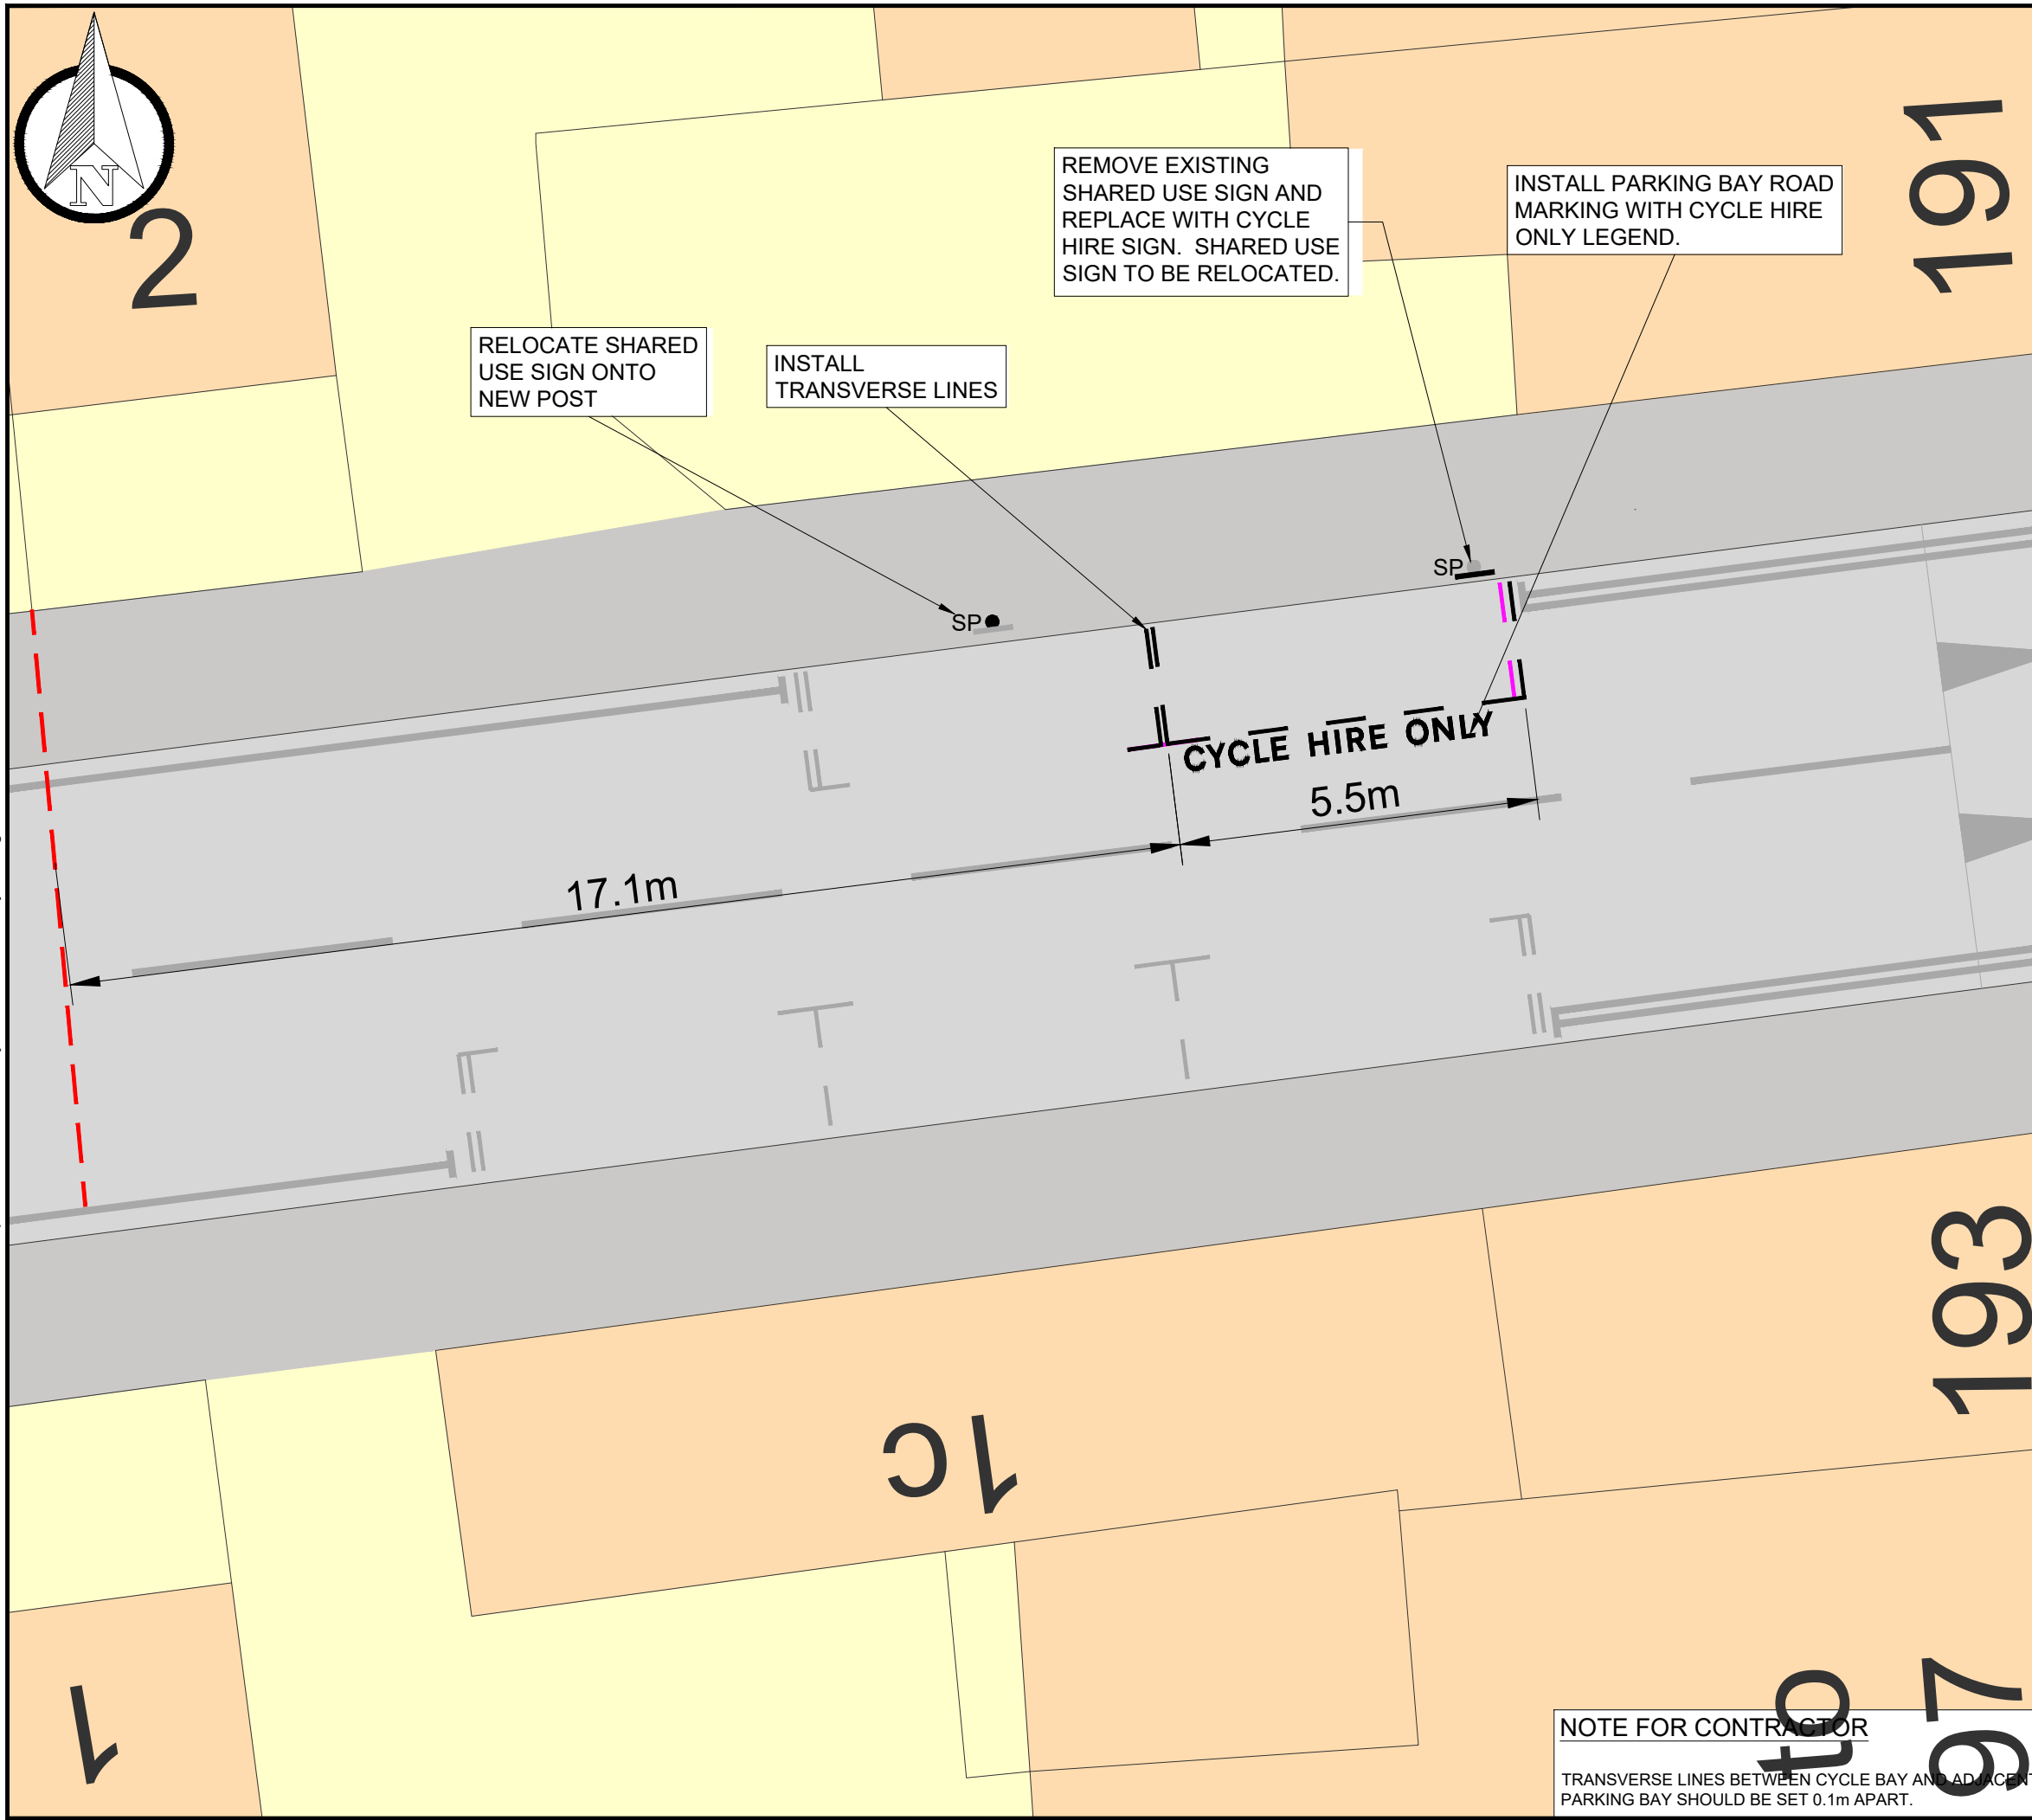 N
2
191
REMOVE EXISTING
SHARED USE SIGN AND
REPLACE WITH CYCLE
HIRE SIGN. SHARED USE
SIGN TO BE RELOCATED.
INSTALL PARKING BAY ROAD
MARKING WITH CYCLE HIRE
ONLY LEGEND.
RELOCATE SHARED
USE SIGN ONTO
NEW POST
INSTALL
TRANSVERSE LINES
SP
SP
CYCLE HIRE ONLY
5.5m
17.1m
193
1c
1
to
97
NOTE FOR CONTRACTOR
TRANSVERSE LINES BETWEEN CYCLE BAY AND ADJACENT
PARKING BAY SHOULD BE SET 0.1m APART.